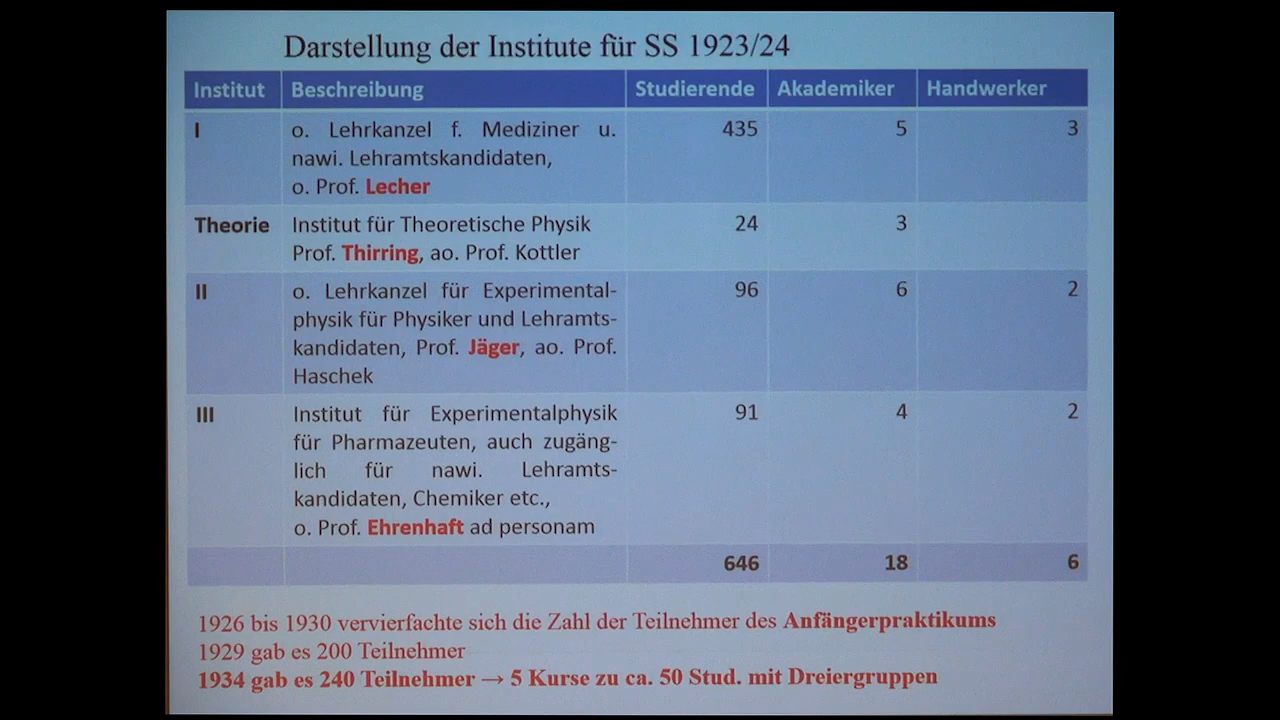 Darstellung der Institute für SS 1923/24
Institut Beschreibung Studierende Akademiker Handwerker
I o. Lehrkanzel f. Mediziner u. 435 5 3
nawi. Lehramtskandidaten,
o. Prof. Lecher
Theorie Institut für Theoretische Physik 24 3
Prof. Thirring, ao. Prof. Kottler
II o. Lehrkanzel für Experimental- 96 6 2
physik für Physiker und Lehramts-
kandidaten, Prof. Jäger, ao. Prof.
Haschek
III Institut für Experimentalphysik 91 4 2
für Pharmazeuten, auch zugäng-
lich für nawi. Lehramts-
kandidaten, Chemiker etc.,
o. Prof. Ehrenhaft ad personam
646 18 6
1926 bis 1930 vervierfachte sich die Zahl der Teilnehmer des Anfängerpraktikums
1929 gab es 200 Teilnehmer
1934 gab es 240 Teilnehmer → 5 Kurse zu ca. 50 Stud. mit Dreiergruppen